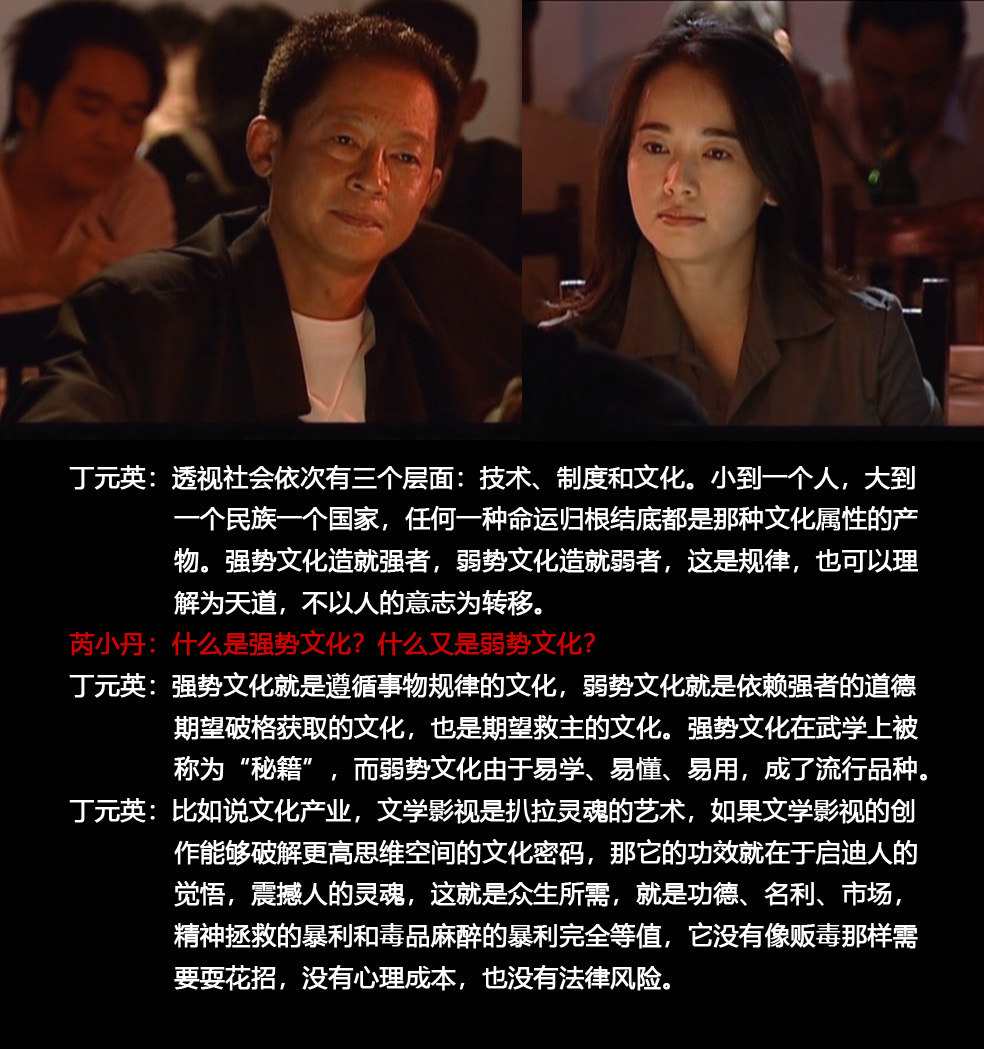 丁元英：透视社会依次有三个层面：技术、制度和文化。小到一个人，大到
一个民族一个国家，任何一种命运归根结底都是那种文化属性的产
物。强势文化造就强者，弱势文化造就弱者，这是规律，也可以理
解为天道，不以人的意志为转移。
芮小丹：什么是强势文化？什么又是弱势文化？
丁元英：强势文化就是遵循事物规律的文化，弱势文化就是依赖强者的道德
期望破格获取的文化，也是期望救主的文化。强势文化在武学上被
称为“秘籍”，而弱势文化由于易学、易懂、易用，成了流行品种。
丁元英：比如说文化产业，文学影视是扒拉灵魂的艺术，如果文学影视的创
作能够破解更高思维空间的文化密码，那它的功效就在于启迪人的
觉悟，震撼人的灵魂，这就是众生所需，就是功德、名利、市场，
精神拯救的暴利和毒品麻醉的暴利完全等值，它没有像贩毒那样需
要耍花招，没有心理成本，也没有法律风险。